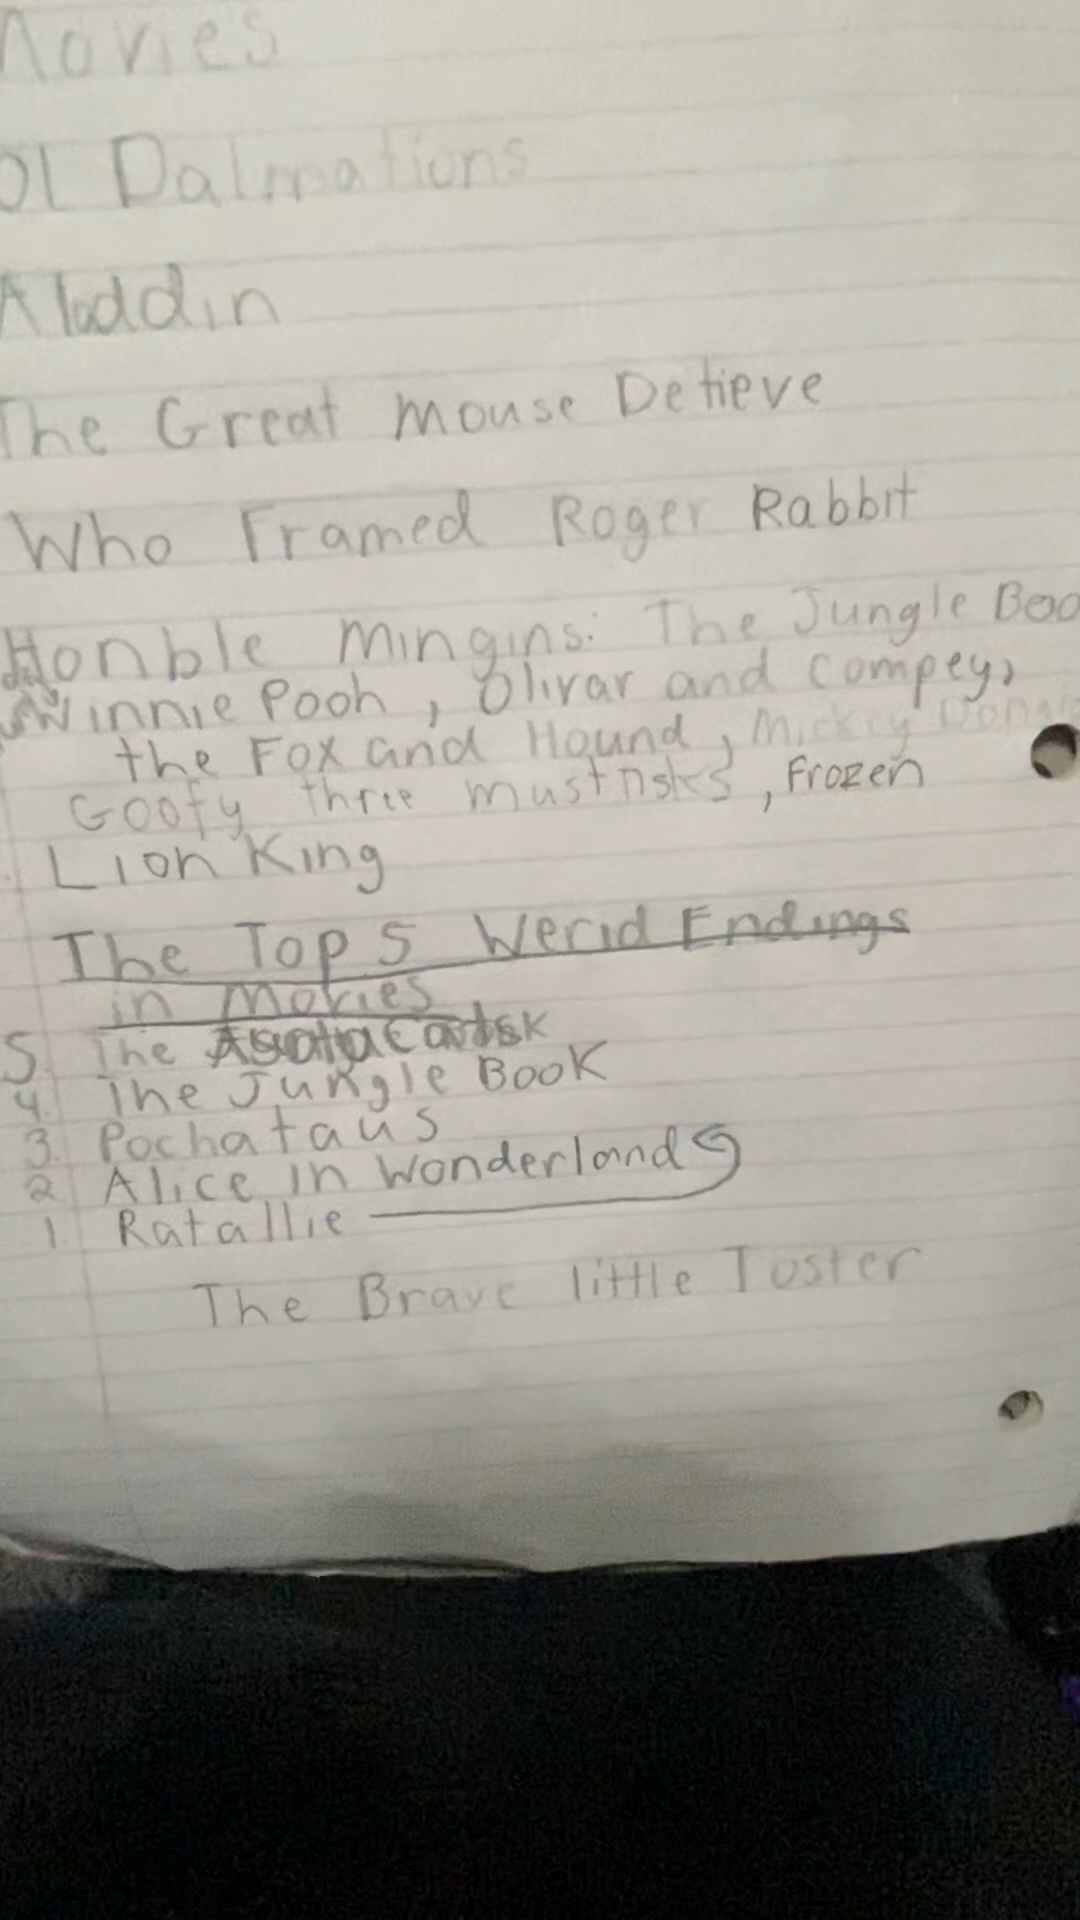 Movies
01 Dalmations
Aladdin
The Great mouse Detieve
Who Framed Roger Rabbit
Honble Mingins: The Jungle Boo
Winnie Pooh, Olivar and compey,
the Fox and Hound, Mickey Donald
Goofy three mustrisks, Frozen
Lion King
The Top 5 Werid Endings
in Movies
5. The
4. The Jungle Book
3. Pochataus
2 Alice in Wonderland
1 Ratallie
The Brave little Toster